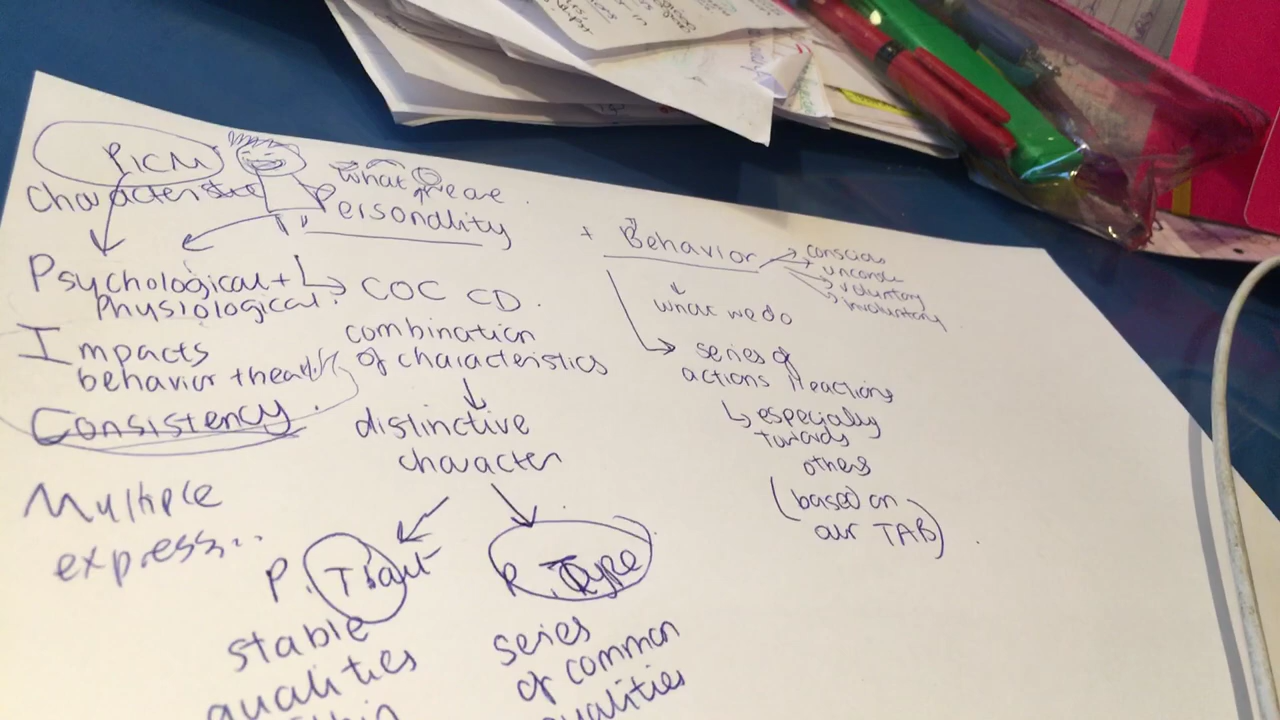 PICM
what we are
Characteristic
Personality
+ Behavior
conscious
voluntary
involuntary
Psychological +
Physiological
COC CD.
what we do
combination
of characteristics
series of
actions / reactions
Impacts
behavior + health
especially
towards
others
Consistency.
distinctive
character
(based on
our TAB)
Multiple
express...
P. Trait
P. Type
stable
qualities
series
of common
qualities